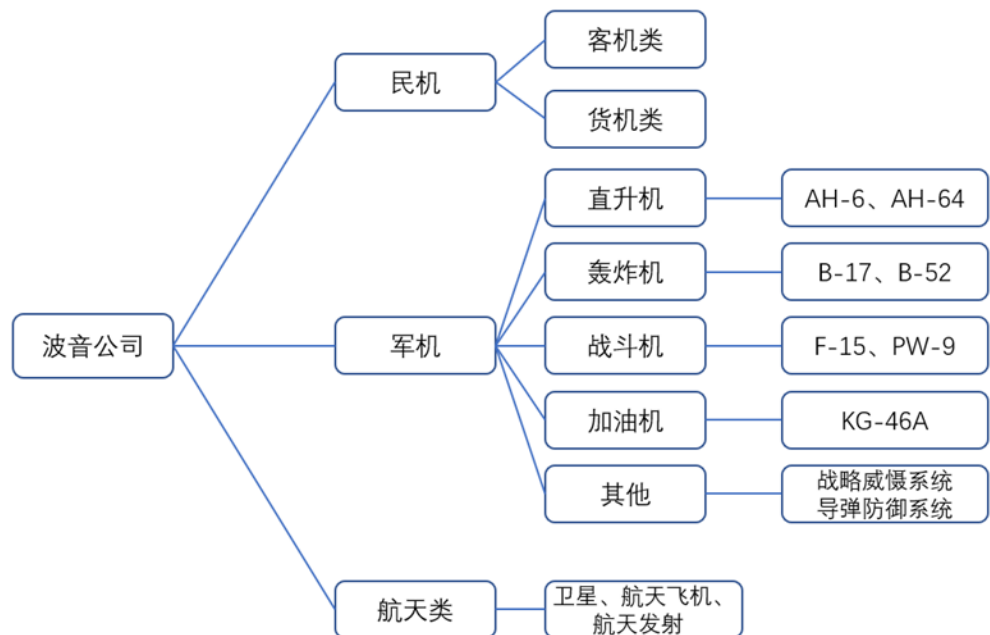 波音公司
民机
客机类
货机类
军机
直升机
AH-6、AH-64
轰炸机
B-17、B-52
战斗机
F-15、PW-9
加油机
KG-46A
其他
战略威慑系统
导弹防御系统
航天类
卫星、航天飞机、
航天发射